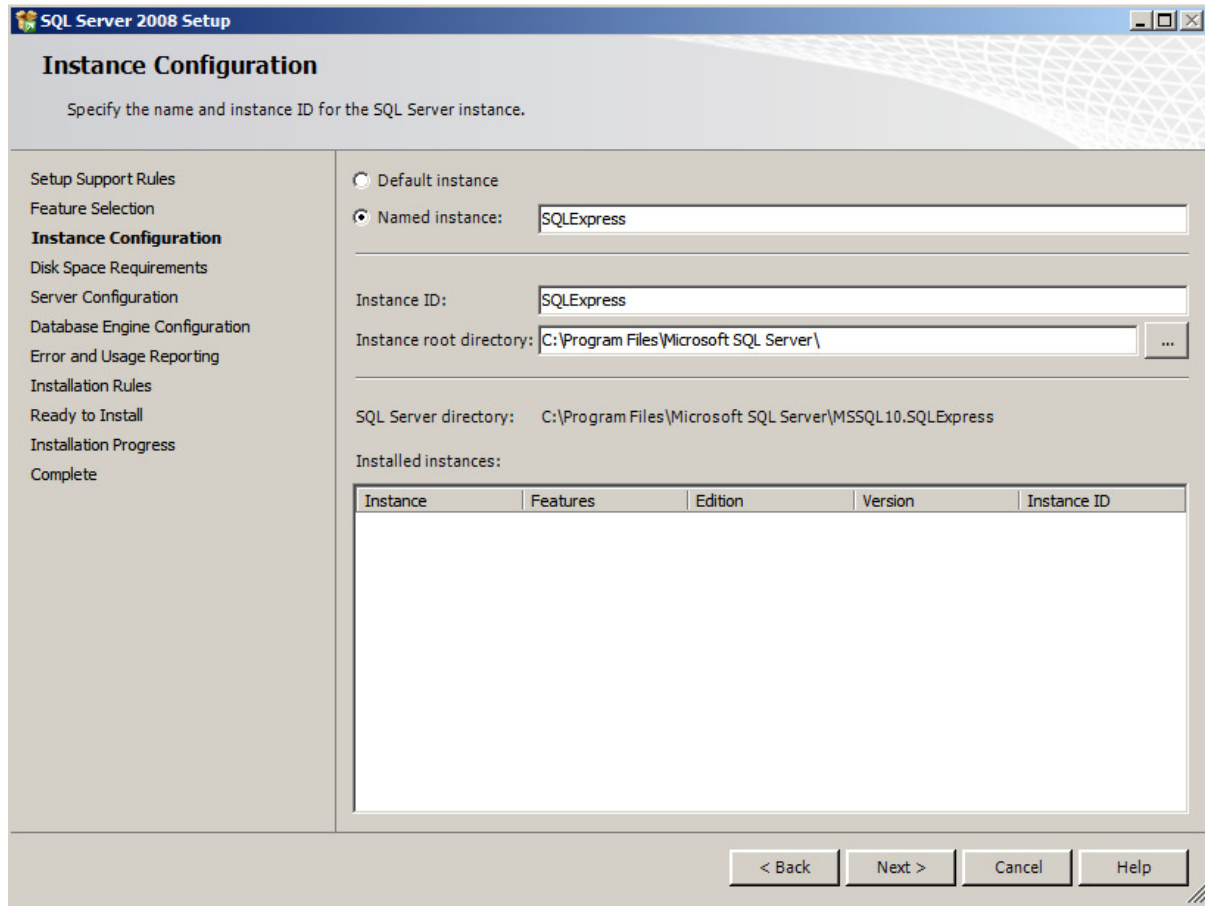 SQL Server 2008 Setup
Instance Configuration
Specify the name and instance ID for the SQL Server instance.
Setup Support Rules
Feature Selection
Instance Configuration
Disk Space Requirements
Server Configuration
Database Engine Configuration
Error and Usage Reporting
Installation Rules
Ready to Install
Installation Progress
Complete
Default instance
Named instance: SQLExpress
Instance ID: SQLExpress
Instance root directory: C:\Program Files\Microsoft SQL Server\ ...
SQL Server directory: C:\Program Files\Microsoft SQL Server\MSSQL10.SQLExpress
Installed instances:
Instance Features Edition Version Instance ID
< Back Next > Cancel Help